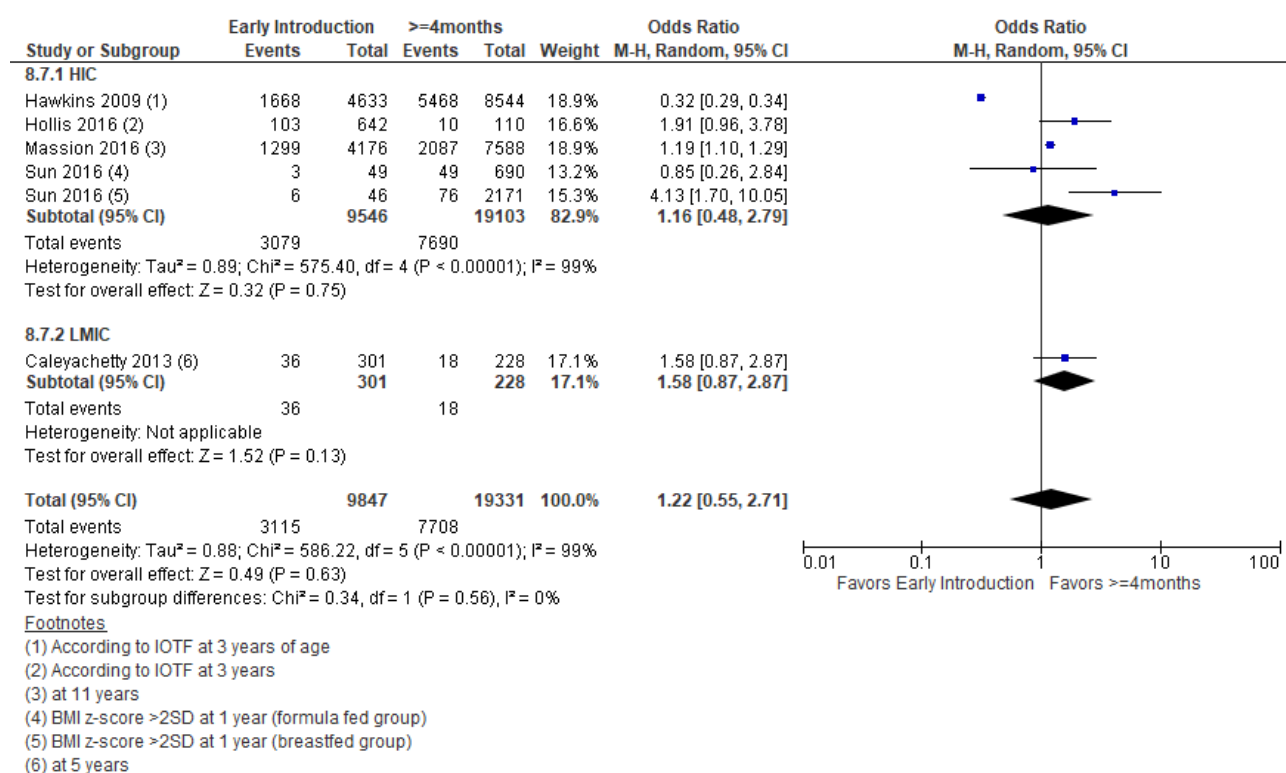 Early Introduction >=4months Odds Ratio Odds Ratio
Study or Subgroup Events Total Events Total Weight M-H, Random, 95% CI M-H, Random, 95% CI
8.7.1 HIC
Hawkins 2009 (1) 1668 4633 5468 8544 18.9% 0.32 [0.29, 0.34]
Hollis 2016 (2) 103 642 10 110 16.6% 1.91 [0.96, 3.78]
Massion 2016 (3) 1299 4176 2087 7588 18.9% 1.19 [1.10, 1.29]
Sun 2016 (4) 3 49 49 690 13.2% 0.85 [0.26, 2.84]
Sun 2016 (5) 6 46 76 2171 15.3% 4.13 [1.70, 10.05]
Subtotal (95% CI) 9546 19103 82.9% 1.16 [0.48, 2.79]
Total events 3079 7690
Heterogeneity: Tau² = 0.89; Chi² = 575.40, df = 4 (P < 0.00001); I² = 99%
Test for overall effect: Z = 0.32 (P = 0.75)
8.7.2 LMIC
Caleyachetty 2013 (6) 36 301 18 228 17.1% 1.58 [0.87, 2.87]
Subtotal (95% CI) 301 228 17.1% 1.58 [0.87, 2.87]
Total events 36 18
Heterogeneity: Not applicable
Test for overall effect: Z = 1.52 (P = 0.13)
Total (95% CI) 9847 19331 100.0% 1.22 [0.55, 2.71]
Total events 3115 7708
Heterogeneity: Tau² = 0.88; Chi² = 586.22, df = 5 (P < 0.00001); I² = 99%
Test for overall effect: Z = 0.49 (P = 0.63)
Test for subgroup differences: Chi² = 0.34, df = 1 (P = 0.56), I² = 0%
0.01 0.1 1 10 100
Favors Early Introduction Favors >=4months
Footnotes
(1) According to IOTF at 3 years of age
(2) According to IOTF at 3 years
(3) at 11 years
(4) BMI z-score >2SD at 1 year (formula fed group)
(5) BMI z-score >2SD at 1 year (breastfed group)
(6) at 5 years